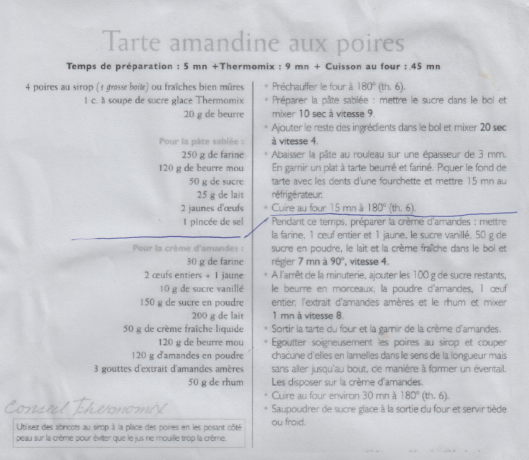 Tarte amandine aux poires
Temps de préparation : 5 mn +Thermomix : 9 mn + Cuisson au four : 45 mn
4 poires au sirop (1 grosse boîte) ou fraîches bien mûres
1 c. à soupe de sucre glace Thermomix
20 g de beurre
Pour la pâte sablée :
250 g de farine
120 g de beurre mou
50 g de sucre
25 g de lait
2 jaunes d'œufs
1 pincée de sel
Pour la crème d'amandes :
30 g de farine
2 œufs entiers + 1 jaune
10 g de sucre vanillé
150 g de sucre en poudre
200 g de lait
50 g de crème fraîche liquide
120 g de beurre mou
120 g d'amandes en poudre
3 gouttes d'extrait d'amandes amères
50 g de rhum
Conseil Thermomix
Utilisez des abricots au sirop à la place des poires en les posant côté
peau sur la crème pour éviter que le jus ne mouille trop la crème.
• Préchauffer le four à 180° (th. 6).
• Préparer la pâte sablée : mettre le sucre dans le bol et
mixer 10 sec à vitesse 9.
• Ajouter le reste des ingrédients dans le bol et mixer 20 sec
à vitesse 4.
• Abaisser la pâte au rouleau sur une épaisseur de 3 mm.
En garnir un plat à tarte beurré et fariné. Piquer le fond de
tarte avec les dents d'une fourchette et mettre 15 mn au
réfrigérateur.
• Cuire au four 15 mn à 180° (th. 6).
• Pendant ce temps, préparer la crème d'amandes : mettre
la farine, 1 œuf entier et 1 jaune, le sucre vanillé, 50 g de
sucre en poudre, le lait et la crème fraîche dans le bol et
régler 7 mn à 90°, vitesse 4.
• A l'arrêt de la minuterie, ajouter les 100 g de sucre restants,
le beurre en morceaux, la poudre d'amandes, 1 œuf
entier, l'extrait d'amandes amères et le rhum et mixer
1 mn à vitesse 8.
• Sortir la tarte du four et la garnir de la crème d'amandes.
• Egoutter soigneusement les poires au sirop et couper
chacune d'elles en lamelles dans le sens de la longueur mais
sans aller jusqu'au bout, de manière à former un éventail.
Les disposer sur la crème d'amandes.
• Cuire au four environ 30 mn à 180° (th. 6).
• Saupoudrer de sucre glace à la sortie du four et servir tiède
ou froid.